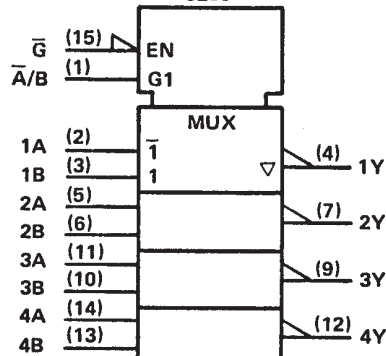 G̅ (15) EN
A̅/B (1) G1
MUX
1A (2) 1̅ (4) 1Y
1B (3) 1 ▽
2A (5) (7) 2Y
2B (6)
3A (11) (9) 3Y
3B (10)
4A (14) (12) 4Y
4B (13)